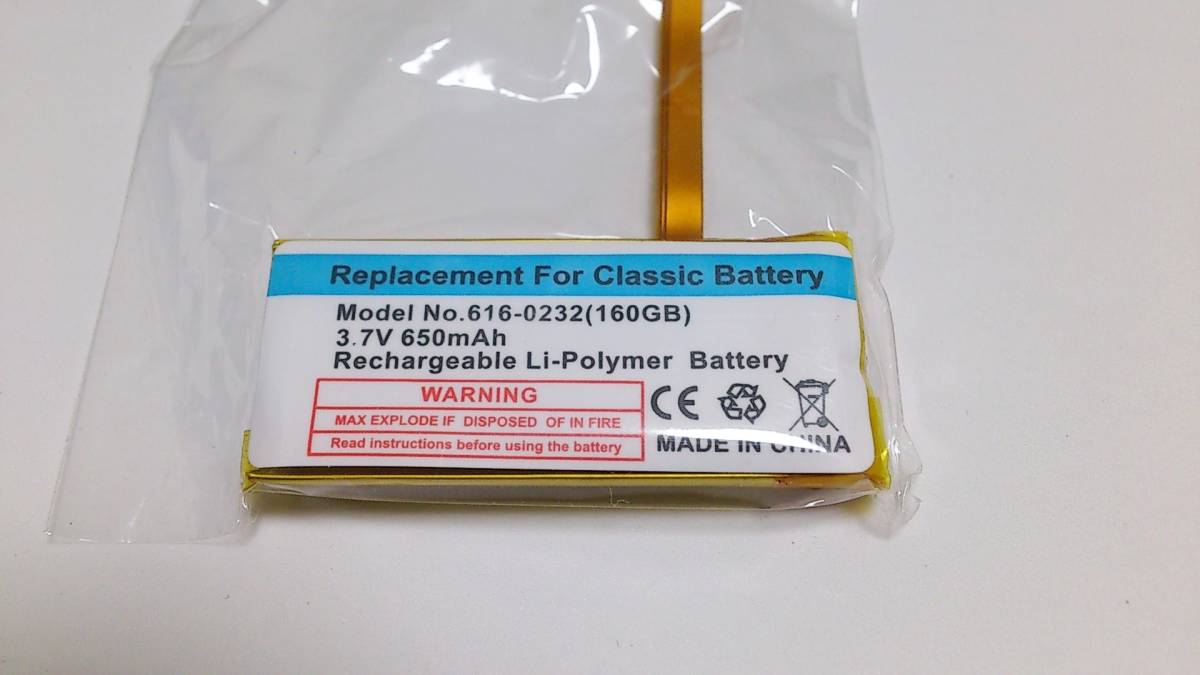 Replacement For Classic Battery
Model No.616-0232(160GB)
3.7V 650mAh
Rechargeable Li-Polymer Battery
WARNING
MAX EXPLODE IF DISPOSED OF IN FIRE
Read instructions before using the battery
CE
MADE IN CHINA